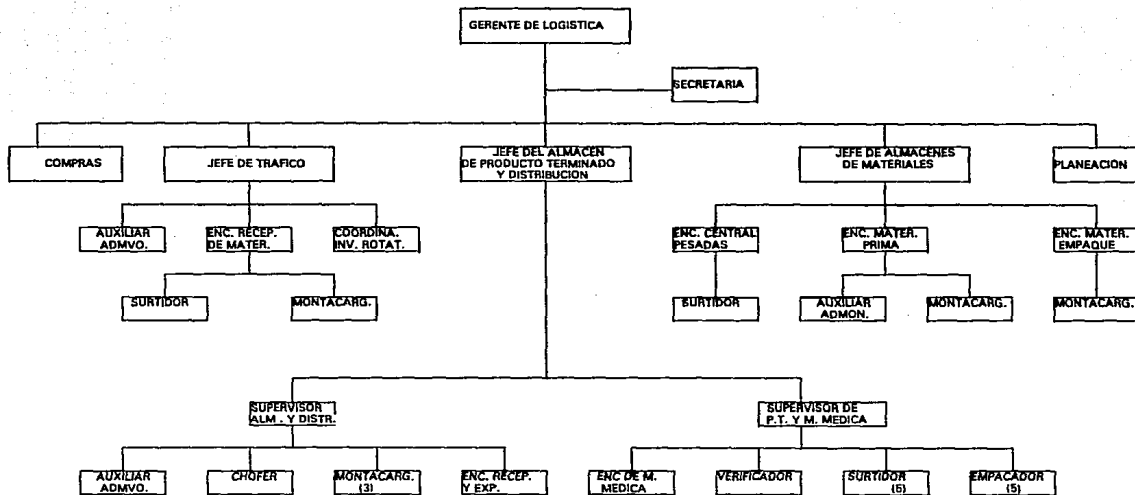 GERENTE DE LOGISTICA
SECRETARIA
COMPRAS
JEFE DE TRAFICO
JEFE DEL ALMACEN
DE PRODUCTO TERMINADO
Y DISTRIBUCION
JEFE DE ALMACENES
DE MATERIALES
PLANEACION
AUXILIAR
ADMVO.
ENC. RECEP.
DE MATER.
COORDINA.
INV. ROTAT.
ENC. CENTRAL
PESADAS
ENC. MATER.
PRIMA
ENC. MATER.
EMPAQUE
SURTIDOR
MONTACARG.
SURTIDOR
AUXILIAR
ADMON.
MONTACARG.
MONTACARG.
SUPERVISOR
ALM . Y DISTR.
SUPERVISOR DE
P.T. Y M. MEDICA
AUXILIAR
ADMVO.
CHOFER
MONTACARG.
(3)
ENC. RECEP.
Y EXP.
ENC DE M.
MEDICA
VERIFICADOR
SURTIDOR
(5)
EMPACADOR
(5)